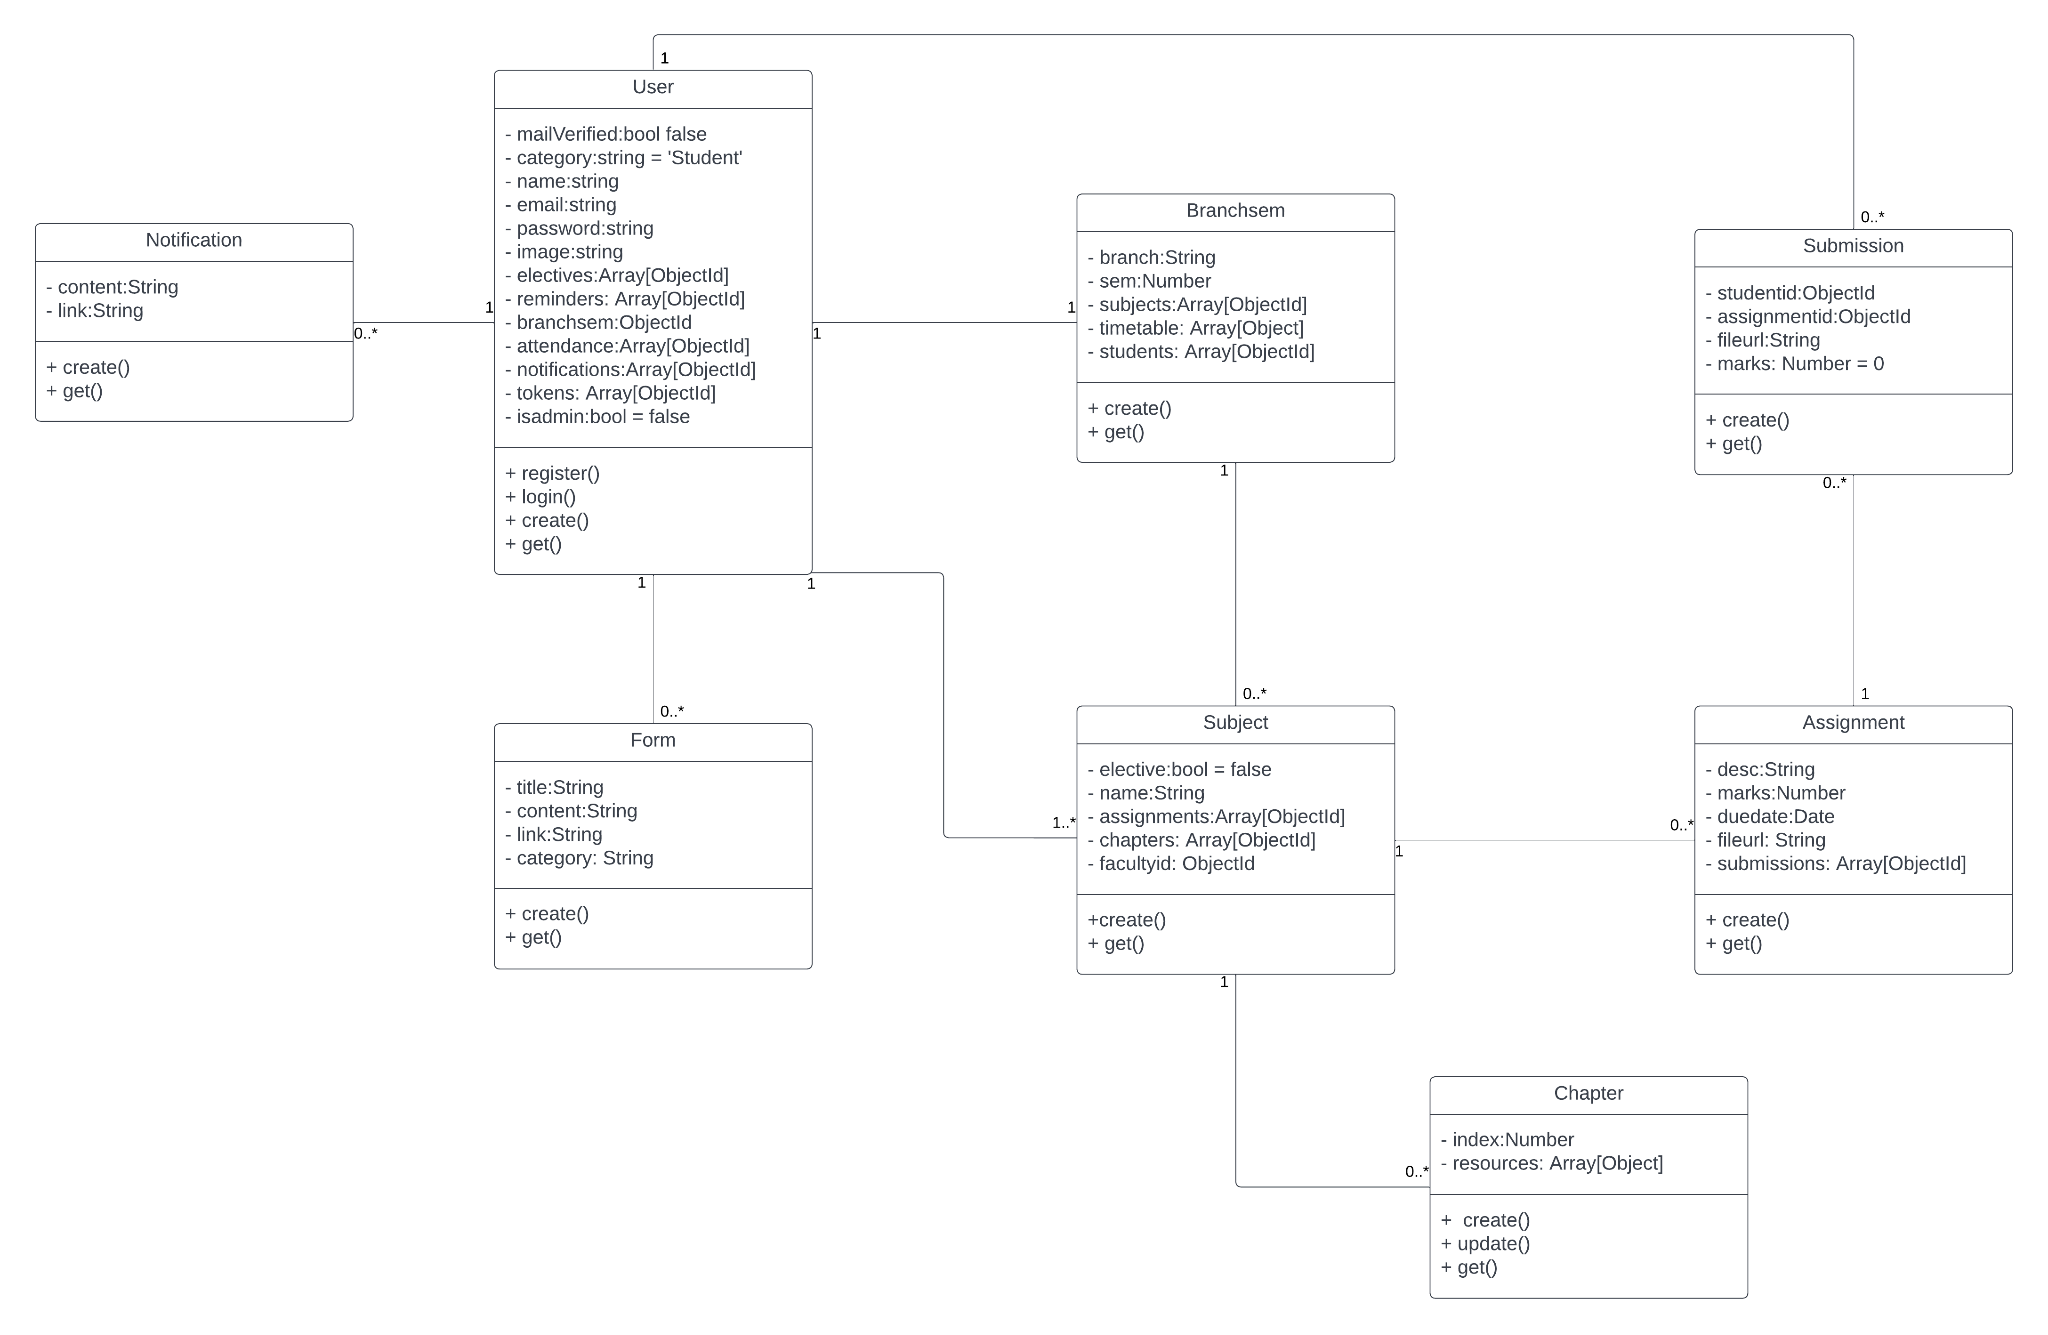 1
User
- mailVerified:bool false
- category:string = 'Student'
- name:string
- email:string
- password:string
- image:string
- electives:Array[ObjectId]
- reminders: Array[ObjectId]
- branchsem:ObjectId
- attendance:Array[ObjectId]
- notifications:Array[ObjectId]
- tokens: Array[ObjectId]
- isadmin:bool = false
+ register()
+ login()
+ create()
+ get()
Notification
- content:String
- link:String
+ create()
+ get()
0..*
1
1
1
Branchsem
- branch:String
- sem:Number
- subjects:Array[ObjectId]
- timetable: Array[Object]
- students: Array[ObjectId]
+ create()
+ get()
0..*
Submission
- studentid:ObjectId
- assignmentid:ObjectId
- fileurl:String
- marks: Number = 0
+ create()
+ get()
1
0..*
1
1
0..*
0..*
1
Form
- title:String
- content:String
- link:String
- category: String
+ create()
+ get()
1..*
Subject
- elective:bool = false
- name:String
- assignments:Array[ObjectId]
- chapters: Array[ObjectId]
- facultyid: ObjectId
+create()
+ get()
1
0..*
Assignment
- desc:String
- marks:Number
- duedate:Date
- fileurl: String
- submissions: Array[ObjectId]
+ create()
+ get()
1
0..*
Chapter
- index:Number
- resources: Array[Object]
+  create()
+ update()
+ get()